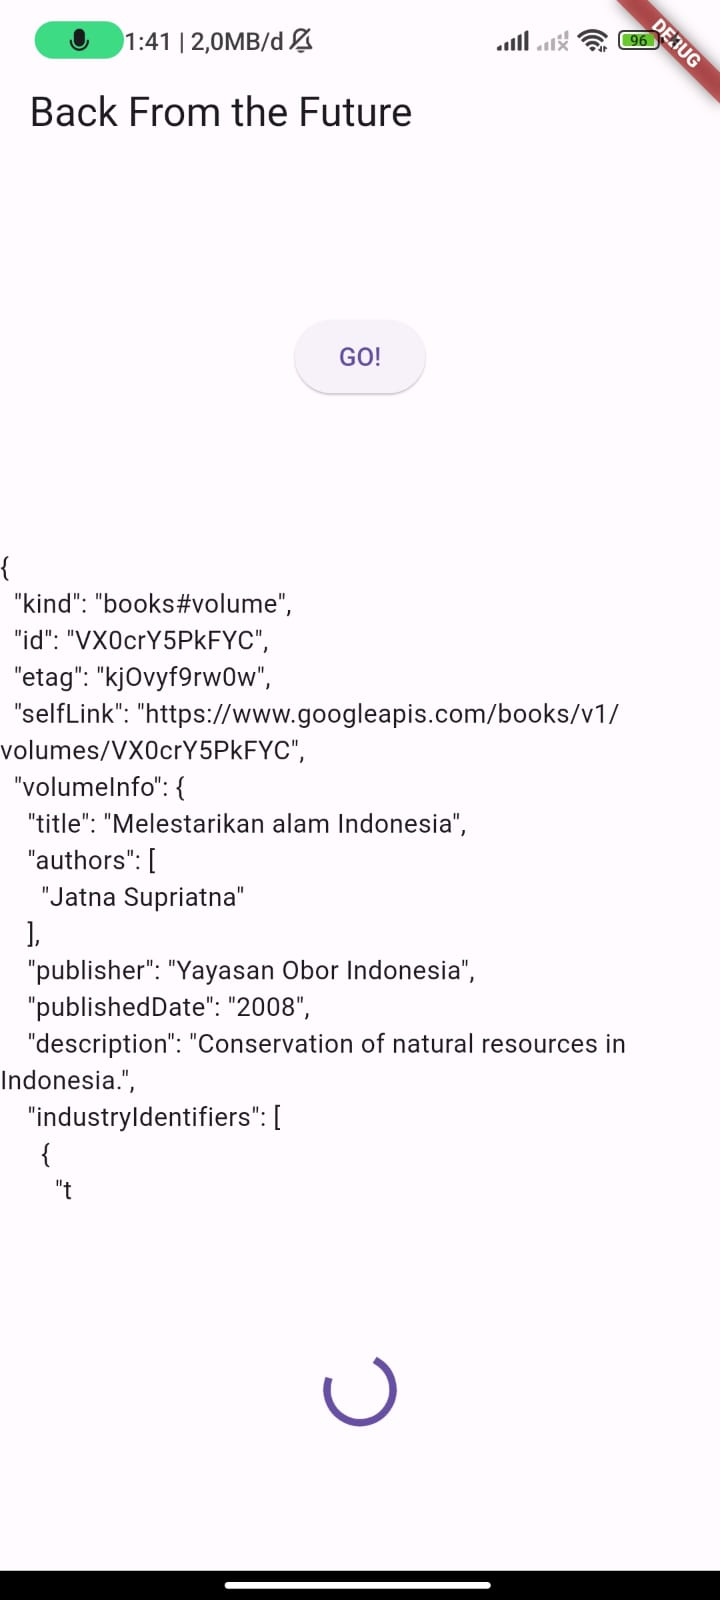 1:41 | 2,0MB/d
96
DEBUG
Back From the Future
GO!
{
"kind": "books#volume",
"id": "VX0crY5PkFYC",
"etag": "kjOvyf9rw0w",
"selfLink": "https://www.googleapis.com/books/v1/
volumes/VX0crY5PkFYC",
"volumeInfo": {
"title": "Melestarikan alam Indonesia",
"authors": [
"Jatna Supriatna"
],
"publisher": "Yayasan Obor Indonesia",
"publishedDate": "2008",
"description": "Conservation of natural resources in
Indonesia.",
"industryIdentifiers": [
{
"t